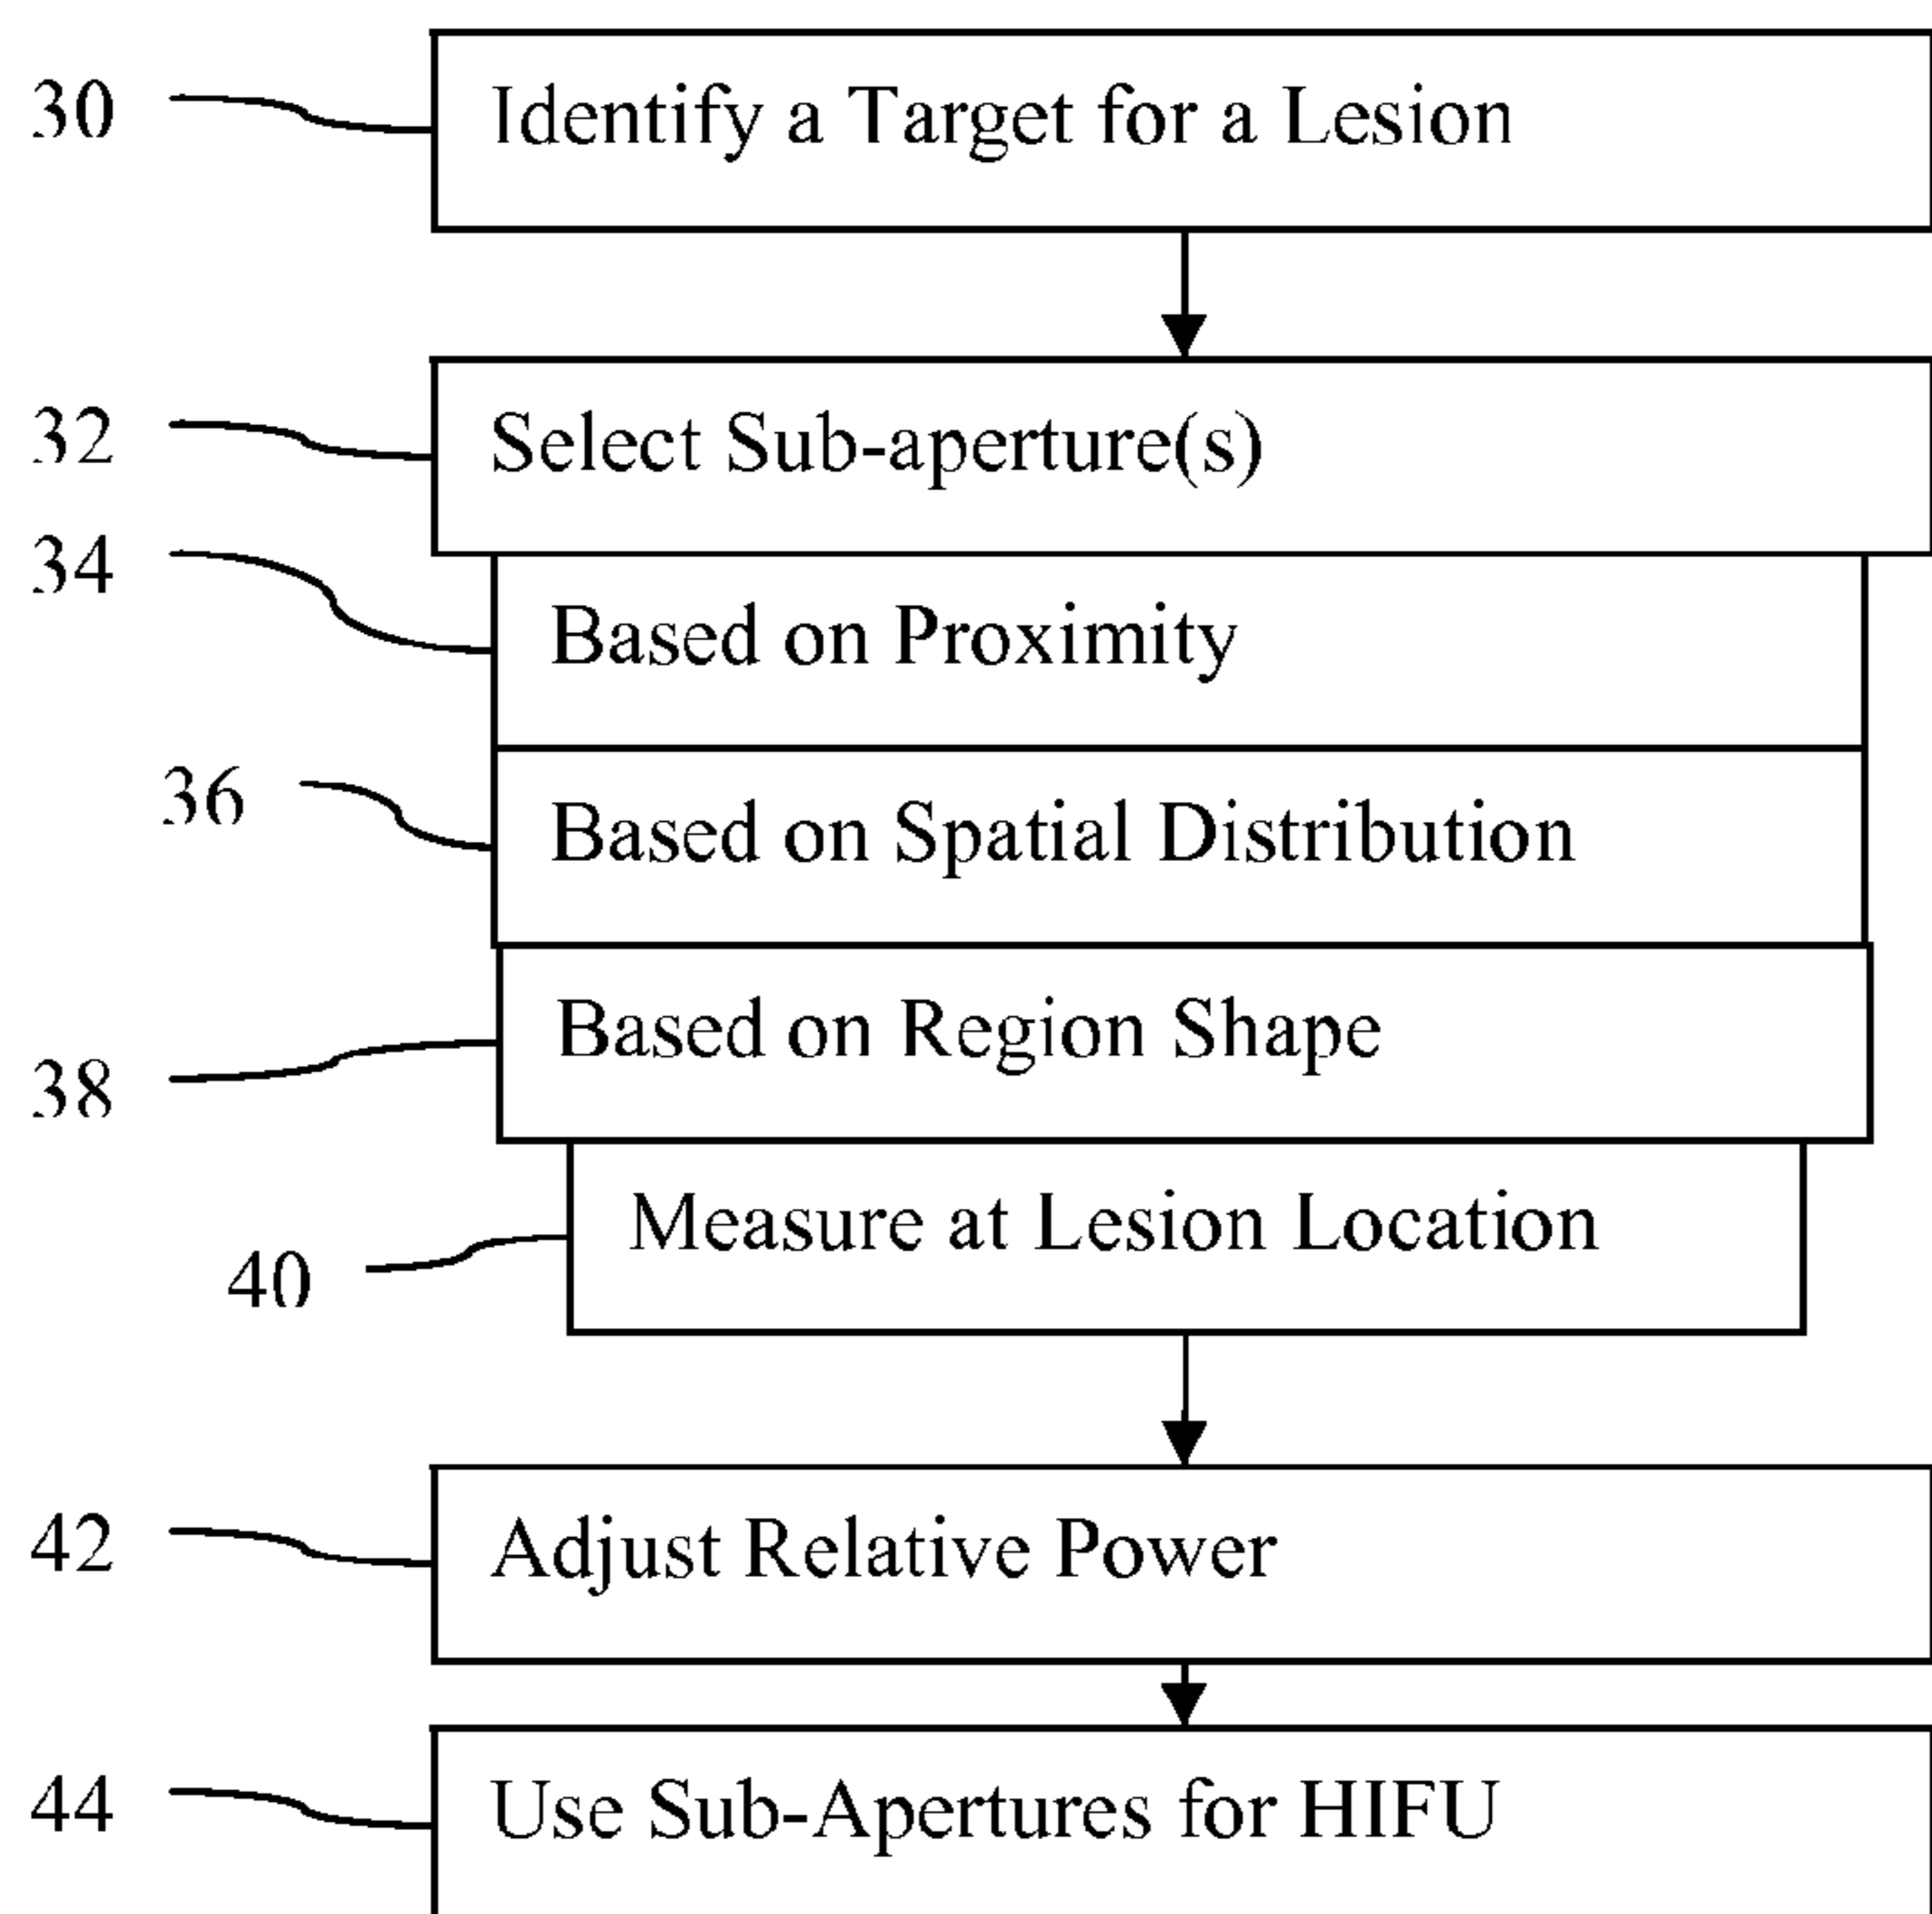 30 Identify a Target for a Lesion
32 Select Sub-aperture(s)
34 Based on Proximity
36 Based on Spatial Distribution
38 Based on Region Shape
40 Measure at Lesion Location
42 Adjust Relative Power
44 Use Sub-Apertures for HIFU